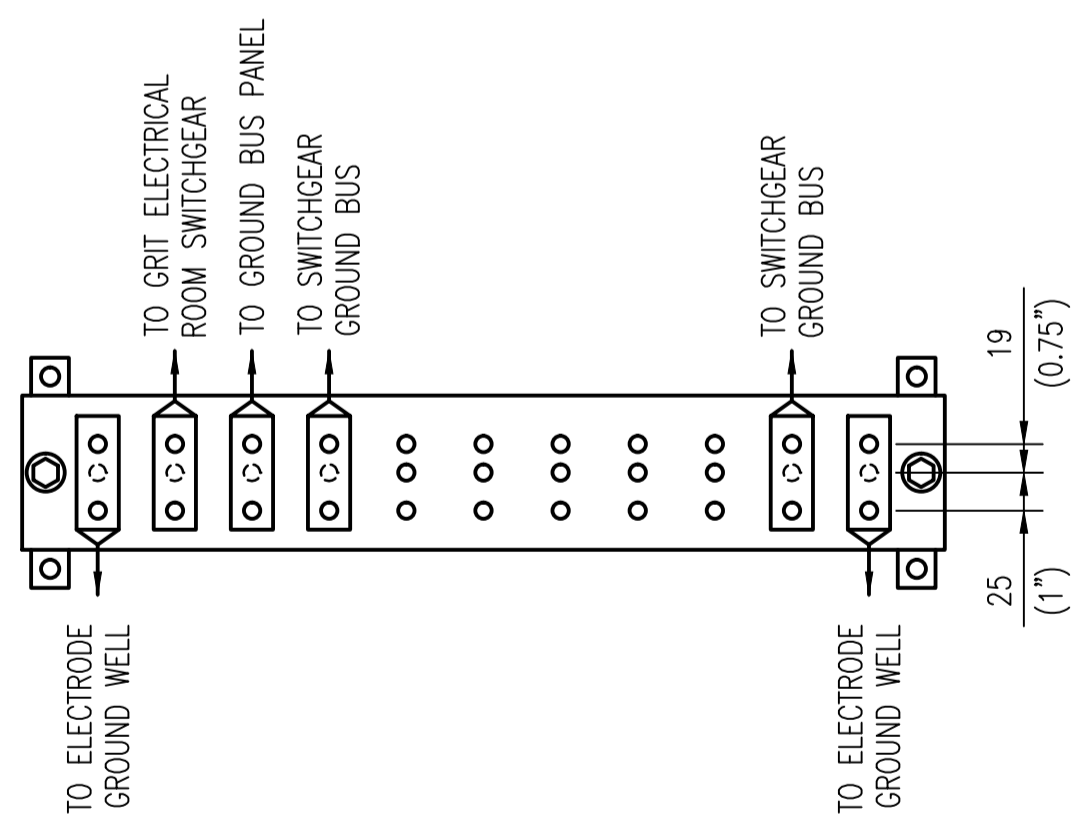 TO GRIT ELECTRICAL
ROOM SWITCHGEAR
TO GROUND BUS PANEL
TO SWITCHGEAR
GROUND BUS
TO SWITCHGEAR
GROUND BUS
19
(0.75")
25
(1")
TO ELECTRODE
GROUND WELL
TO ELECTRODE
GROUND WELL